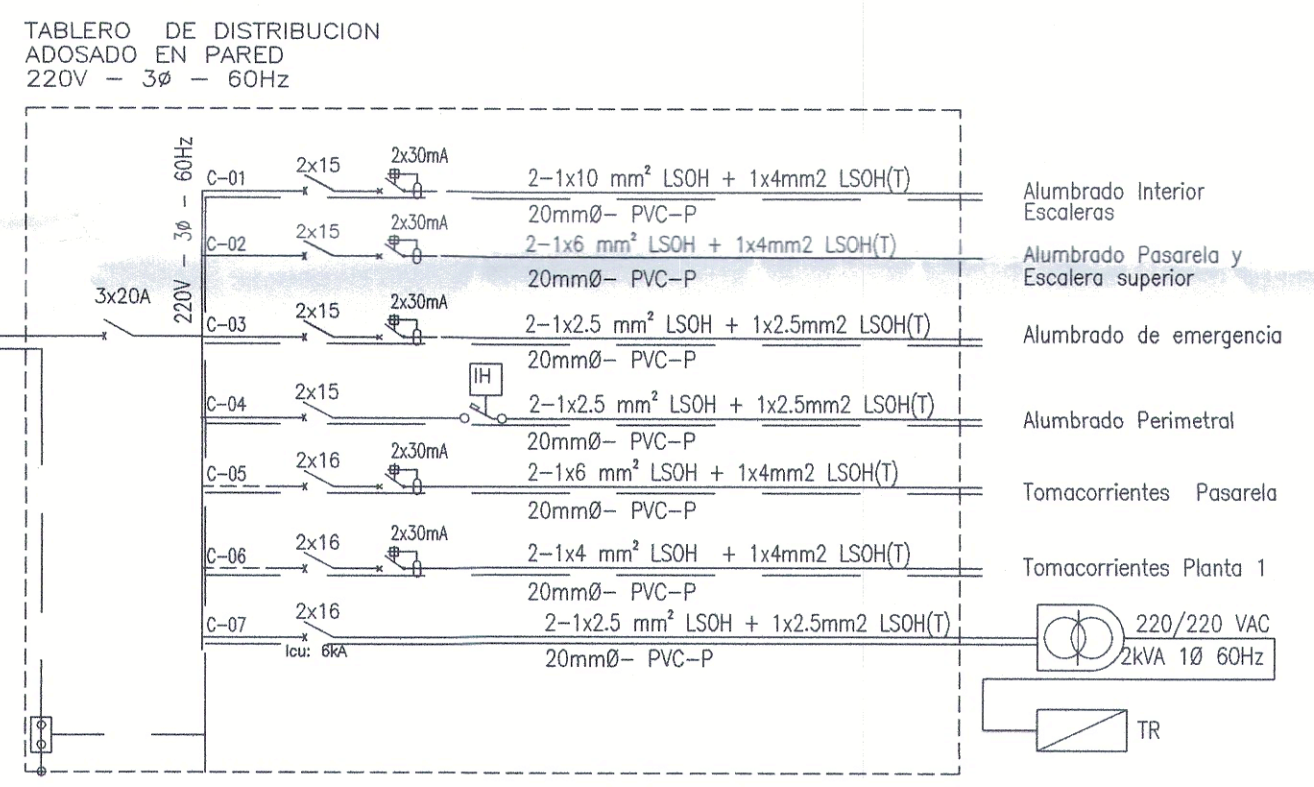 TABLERO DE DISTRIBUCION
ADOSADO EN PARED
220V – 3Ø – 60Hz
220V – 3Ø – 60Hz
3x20A
C-01
2x15
2x30mA
2-1x10 mm² LSOH + 1x4mm2 LSOH(T)
20mmØ- PVC-P
Alumbrado Interior
Escaleras
C-02
2x15
2x30mA
2-1x6 mm² LSOH + 1x4mm2 LSOH(T)
20mmØ- PVC-P
Alumbrado Pasarela y
Escalera superior
C-03
2x15
2x30mA
2-1x2.5 mm² LSOH + 1x2.5mm2 LSOH(T)
20mmØ- PVC-P
Alumbrado de emergencia
C-04
2x15
IH
2-1x2.5 mm² LSOH + 1x2.5mm2 LSOH(T)
20mmØ- PVC-P
Alumbrado Perimetral
C-05
2x16
2x30mA
2-1x6 mm² LSOH + 1x4mm2 LSOH(T)
20mmØ- PVC-P
Tomacorrientes Pasarela
C-06
2x16
2x30mA
2-1x4 mm² LSOH + 1x4mm2 LSOH(T)
20mmØ- PVC-P
Tomacorrientes Planta 1
C-07
2x16
Icu: 6kA
2-1x2.5 mm² LSOH + 1x2.5mm2 LSOH(T)
20mmØ- PVC-P
220/220 VAC
2kVA 1Ø 60Hz
TR